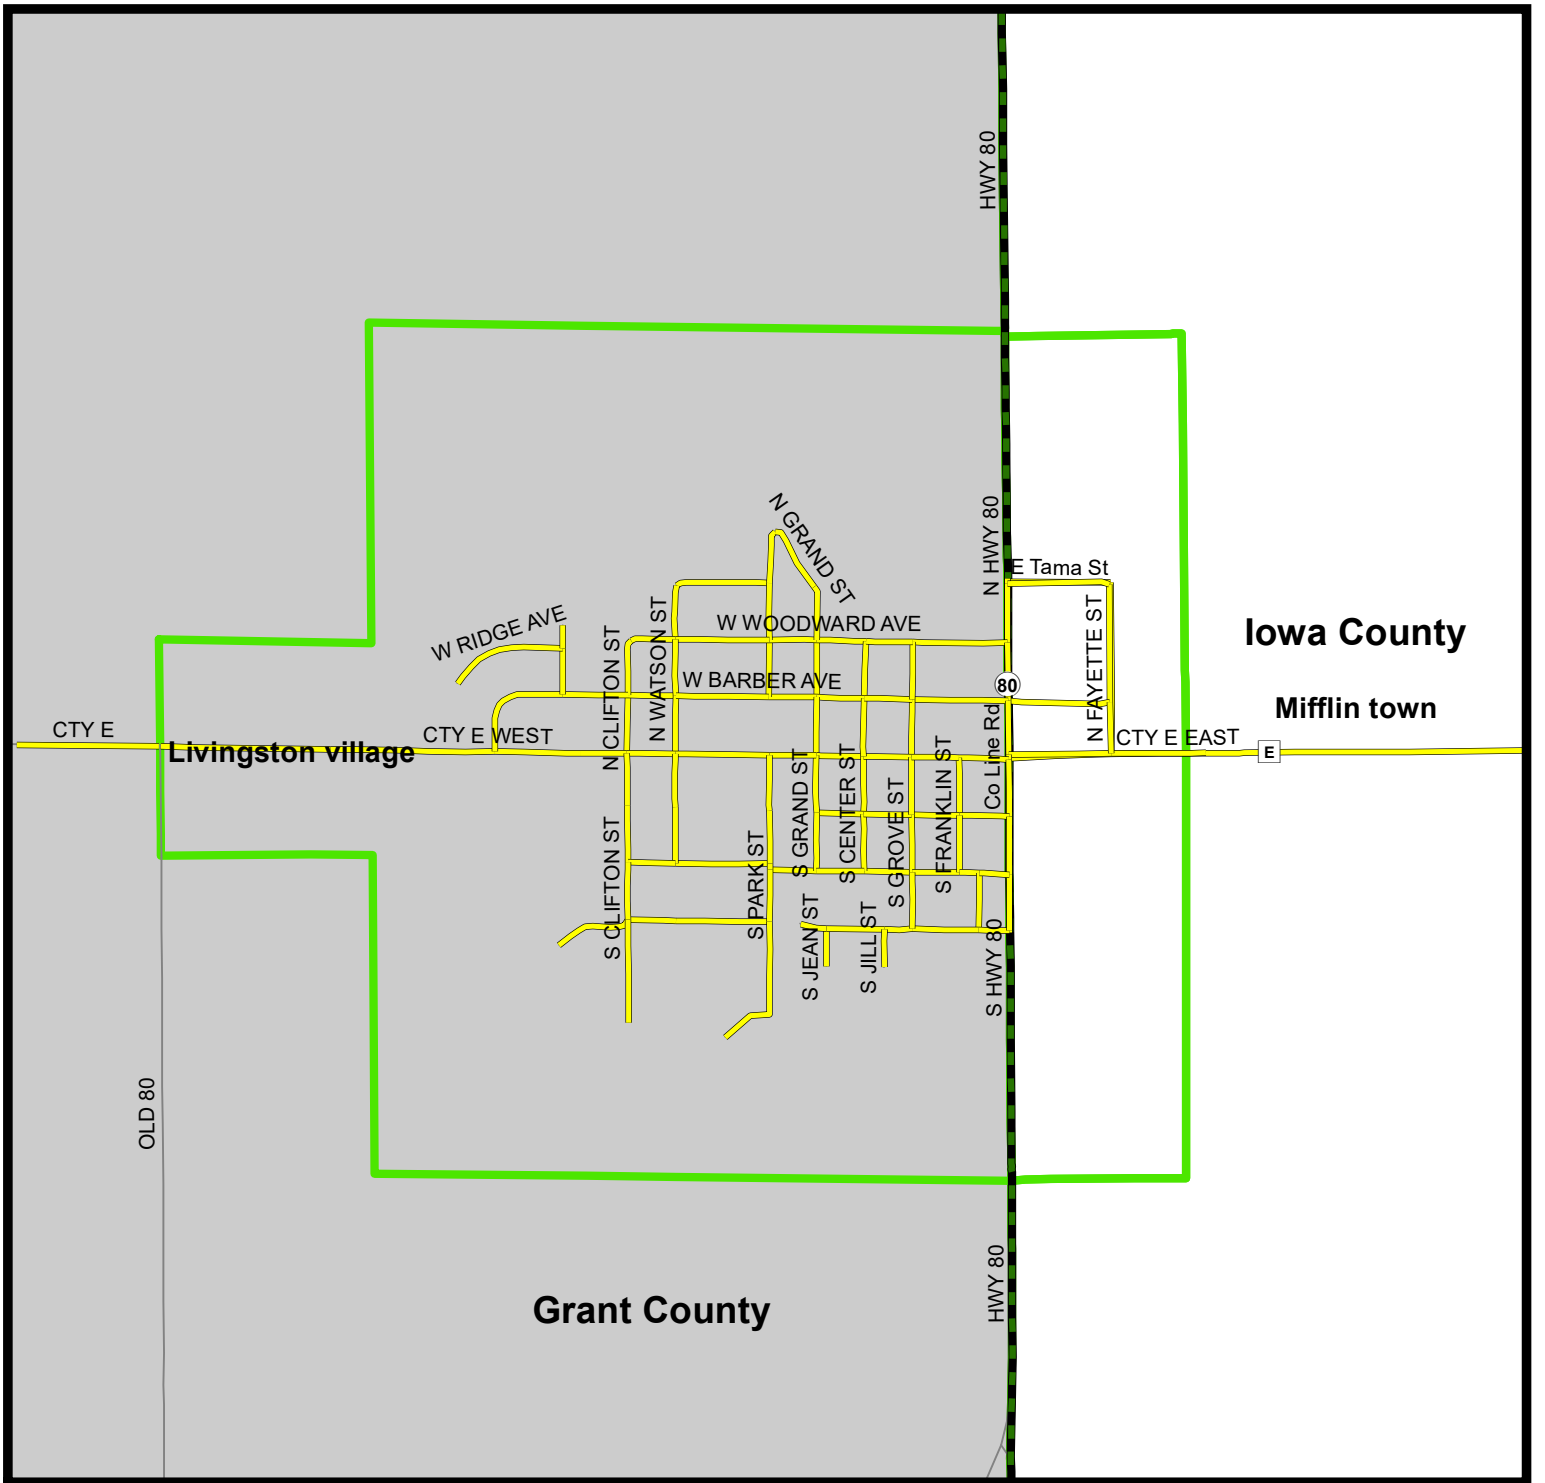 HWY 80
N GRAND ST
N HWY 80
E Tama St
W RIDGE AVE
W WOODWARD AVE
N CLIFTON ST
N WATSON ST
N FAYETTE ST
Iowa County
W BARBER AVE
80
Mifflin town
CTY E
Livingston village
CTY E WEST
Co Line Rd
CTY E EAST
E
S GRAND ST
S CENTER ST
S GROVE ST
S FRANKLIN ST
S CLIFTON ST
S PARK ST
S JEAN ST
S JILL ST
S HWY 80
OLD 80
Grant County
HWY 80